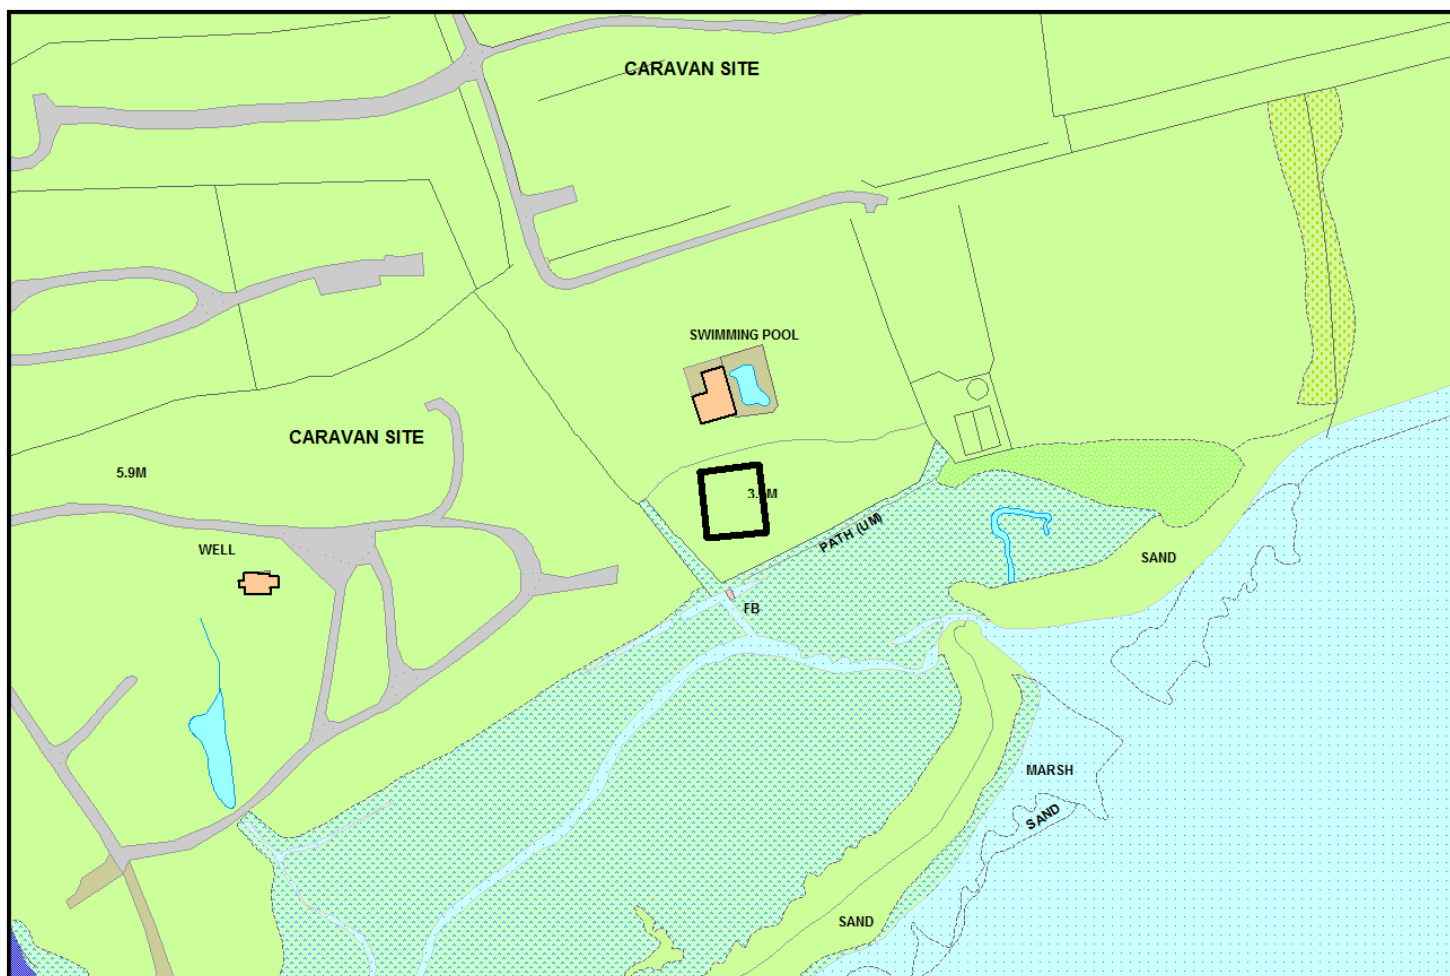 CARAVAN SITE
SWIMMING POOL
CARAVAN SITE
5.9M
WELL
PATH (UM)
SAND
FB
MARSH
SAND
SAND